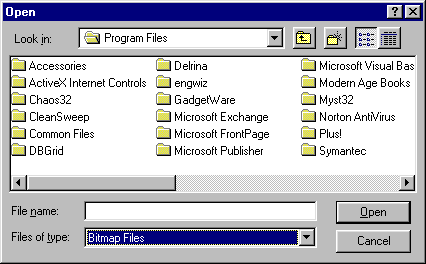 Open
Look in: Program Files
Accessories Delrina Microsoft Visual Bas
ActiveX Internet Controls engwiz Modern Age Books
Chaos32 GadgetWare Myst32
CleanSweep Microsoft Exchange Norton AntiVirus
Common Files Microsoft FrontPage Plus!
DBGrid Microsoft Publisher Symantec
File name: Open
Files of type: Bitmap Files Cancel